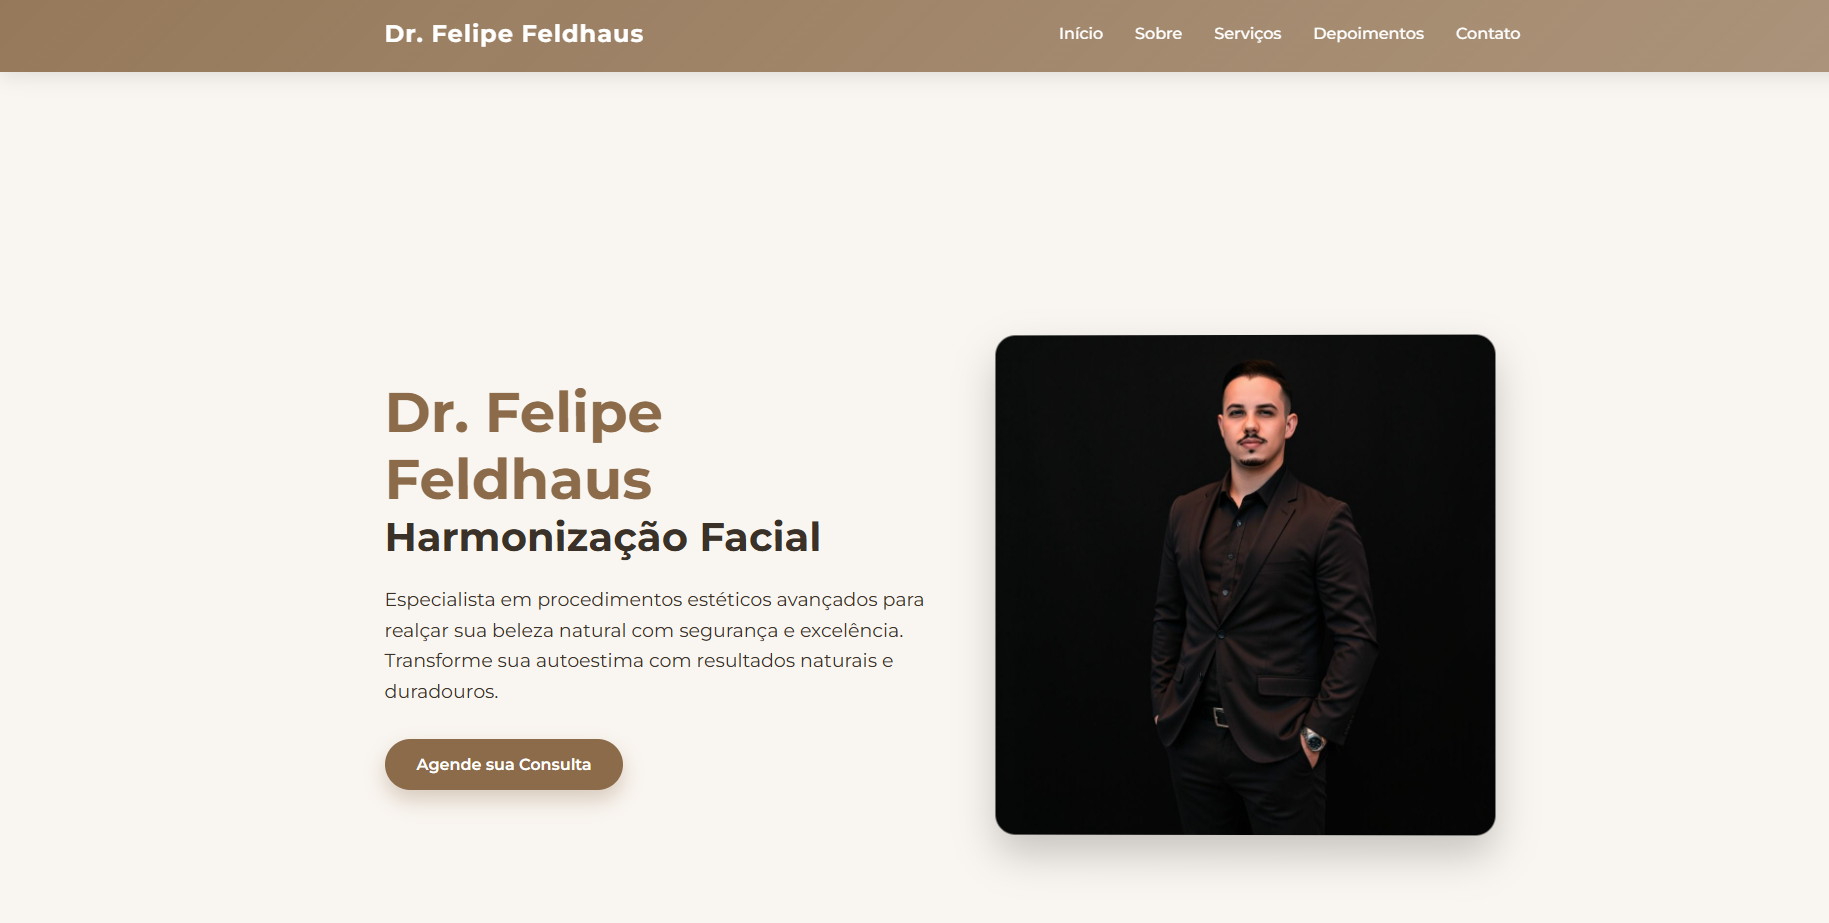 Dr. Felipe Feldhaus
Início Sobre Serviços Depoimentos Contato
Dr. Felipe
Feldhaus
Harmonização Facial
Especialista em procedimentos estéticos avançados para
realçar sua beleza natural com segurança e excelência.
Transforme sua autoestima com resultados naturais e
duradouros.
Agende sua Consulta